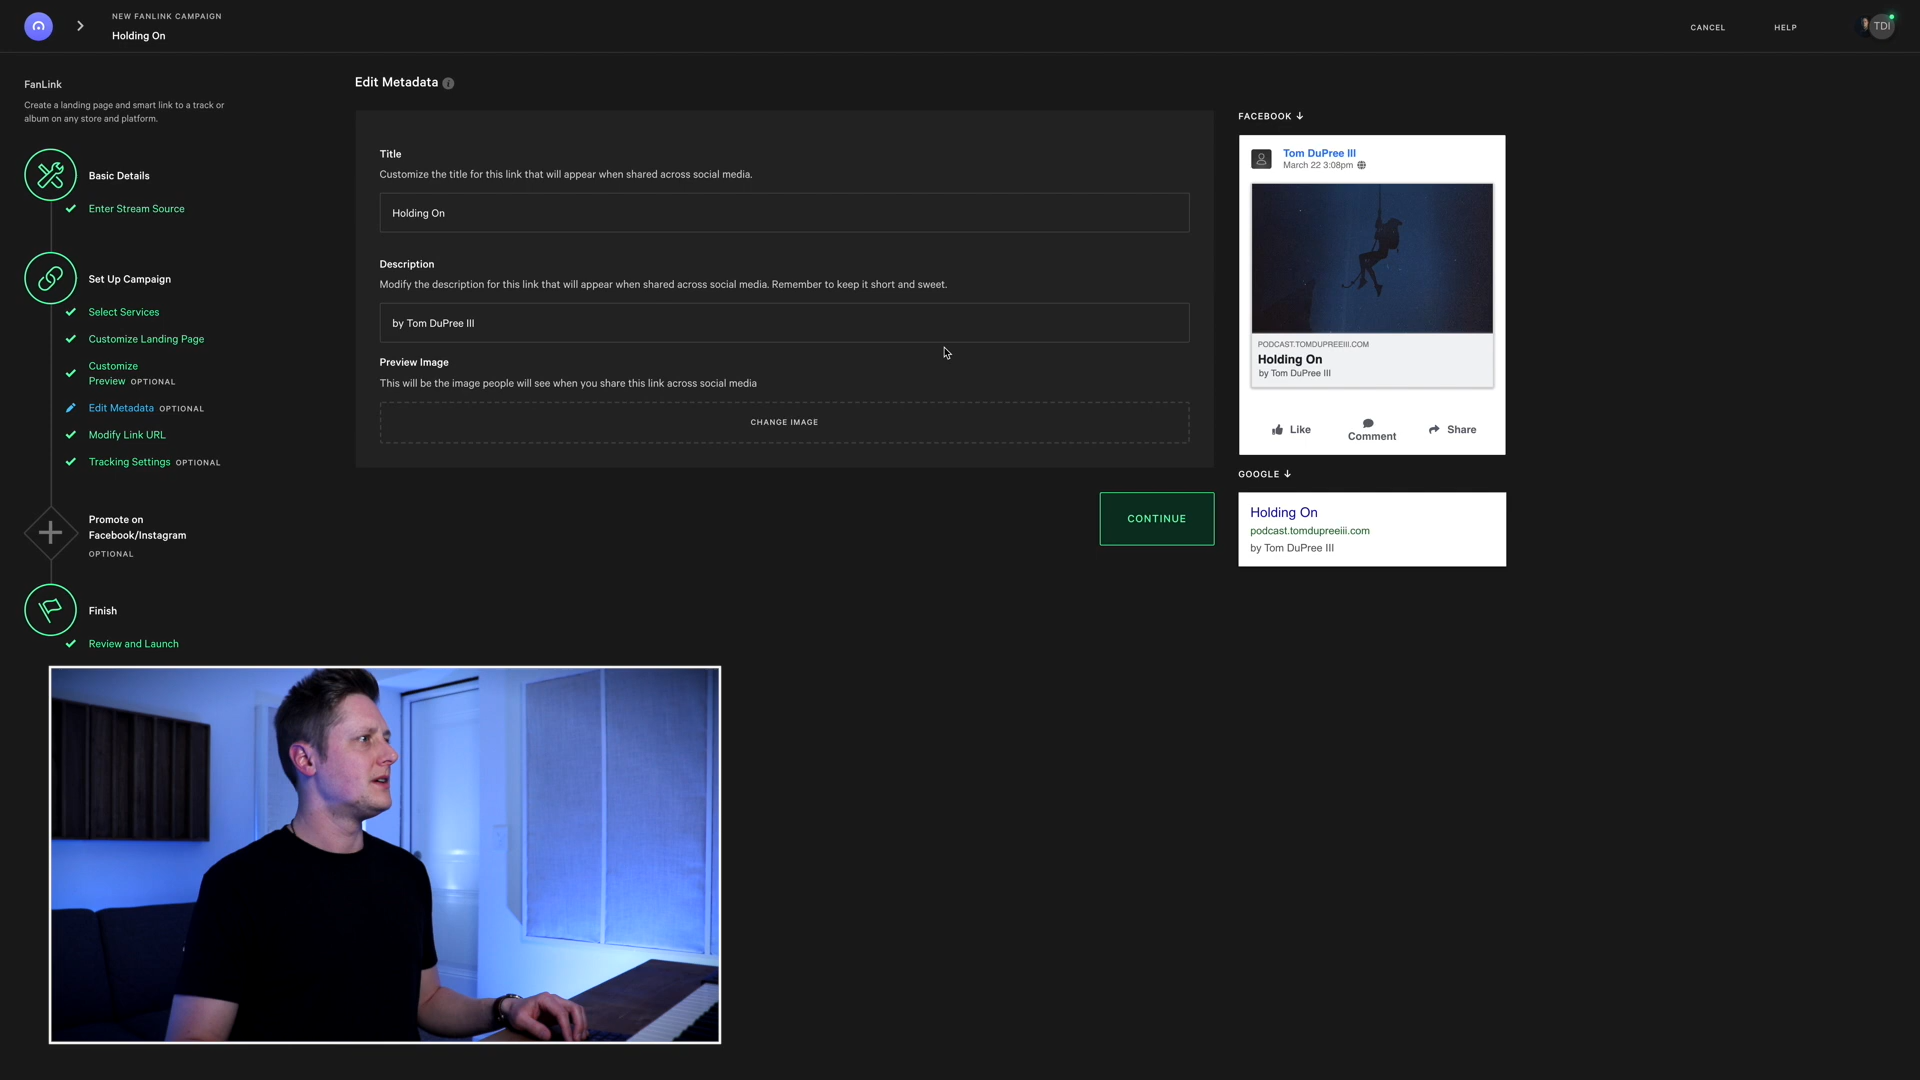 NEW FANLINK CAMPAIGN
Holding On
CANCEL
HELP
TDI
FanLink
Create a landing page and smart link to a track or
album on any store and platform.
Basic Details
Enter Stream Source
Set Up Campaign
Select Services
Customize Landing Page
Customize
Preview OPTIONAL
Edit Metadata OPTIONAL
Modify Link URL
Tracking Settings OPTIONAL
Promote on
Facebook/Instagram
OPTIONAL
Finish
Review and Launch
Edit Metadata
Title
Customize the title for this link that will appear when shared across social media.
Holding On
Description
Modify the description for this link that will appear when shared across social media. Remember to keep it short and sweet.
by Tom DuPree III
Preview Image
This will be the image people will see when you share this link across social media
CHANGE IMAGE
CONTINUE
FACEBOOK
Tom DuPree III
March 22 3:08pm
PODCAST.TOMDUPREEIII.COM
Holding On
by Tom DuPree III
Like
Comment
Share
GOOGLE
Holding On
podcast.tomdupreeiii.com
by Tom DuPree III